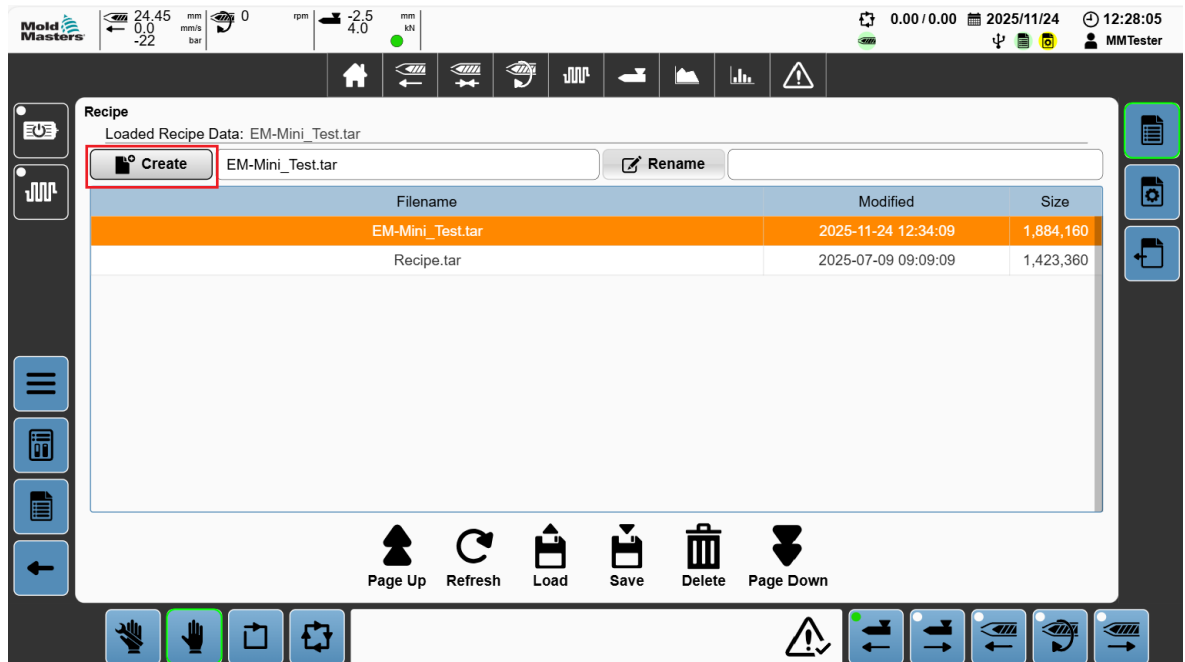 Mold
Masters
24.45 mm
0.0 mm/s
-22 bar
0 rpm
-2.5 mm
4.0 kN
0.00 / 0.00
2025/11/24
12:28:05
MMTester
Recipe
Loaded Recipe Data: EM-Mini_Test.tar
Create
EM-Mini_Test.tar
Rename
Filename Modified Size
EM-Mini_Test.tar 2025-11-24 12:34:09 1,884,160
Recipe.tar 2025-07-09 09:09:09 1,423,360
Page Up Refresh Load Save Delete Page Down